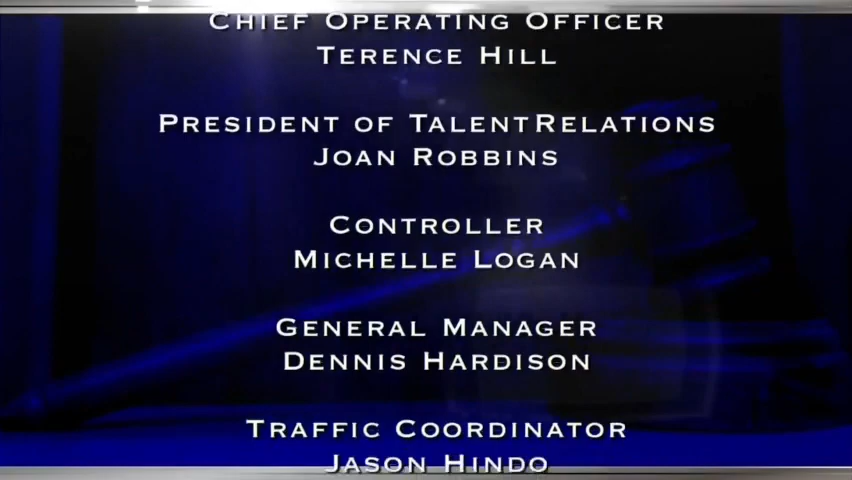 CHIEF OPERATING OFFICER
TERENCE HILL
PRESIDENT OF TALENTRELATIONS
JOAN ROBBINS
CONTROLLER
MICHELLE LOGAN
GENERAL MANAGER
DENNIS HARDISON
TRAFFIC COORDINATOR
JASON HINDO